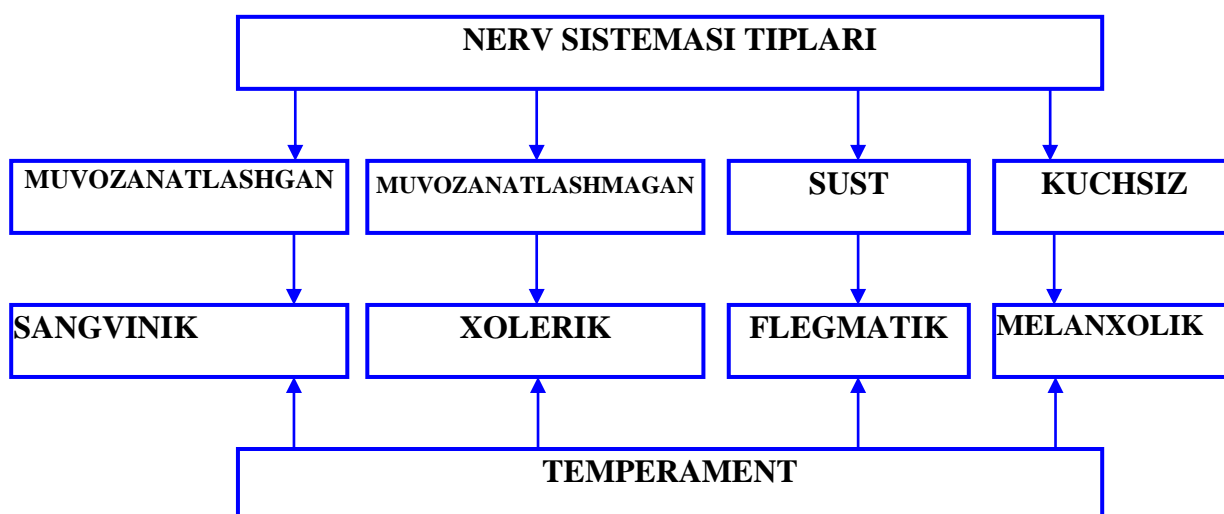 NERV SISTEMASI TIPLARI
MUVOZANATLASHGAN
MUVOZANATLASHMAGAN
SUST
KUCHSIZ
SANGVINIK
XOLERIK
FLEGMATIK
MELANXOLIK
TEMPERAMENT